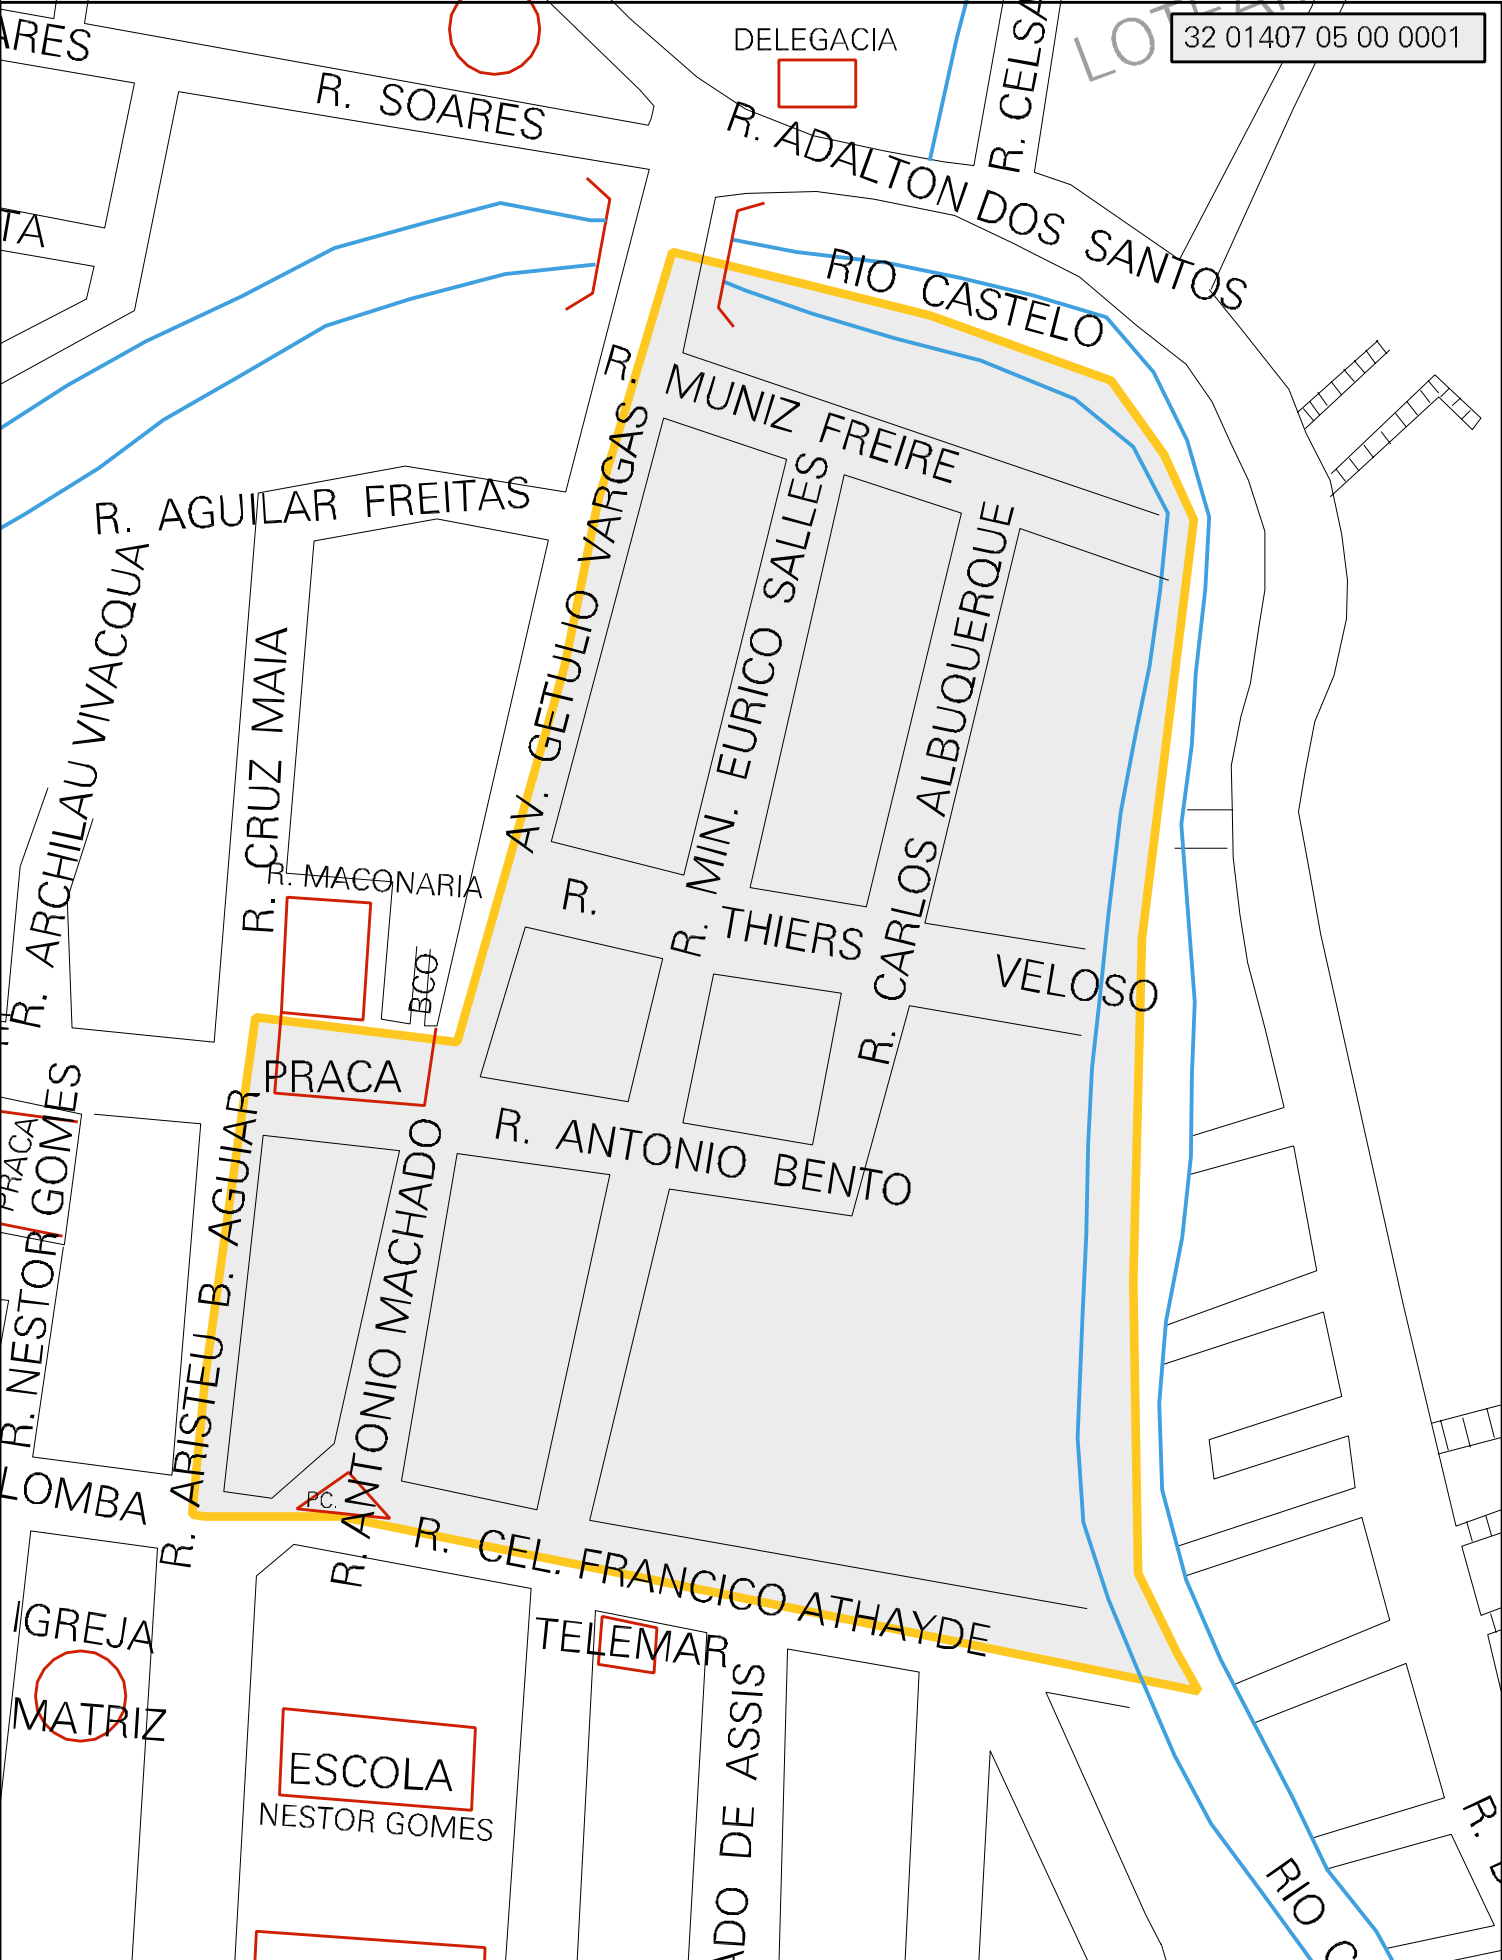 ARES
R. SOARES
DELEGACIA
R. CELSA
32 01407 05 00 0001
R. ADALTON DOS SANTOS
TA
RIO CASTELO
R. MUNIZ FREIRE
R. AGUILAR FREITAS
AV. GETULIO VARGAS
R. MIN. EURICO SALLES
R. CARLOS ALBUQUERQUE
R. ARCHILAU VIVACQUA
R. CRUZ MAIA
R. MACONARIA
BCO
R. THIERS VELOSO
PRACA
PRACA
R. NESTOR GOMES
R. ARISTEU B. AGUIAR
R. ANTONIO MACHADO
R. ANTONIO BENTO
LOMBA
PC.
R. CEL. FRANCICO ATHAYDE
IGREJA
MATRIZ
TELEMAR
ESCOLA
NESTOR GOMES
ADO DE ASSIS
RIO C
R.